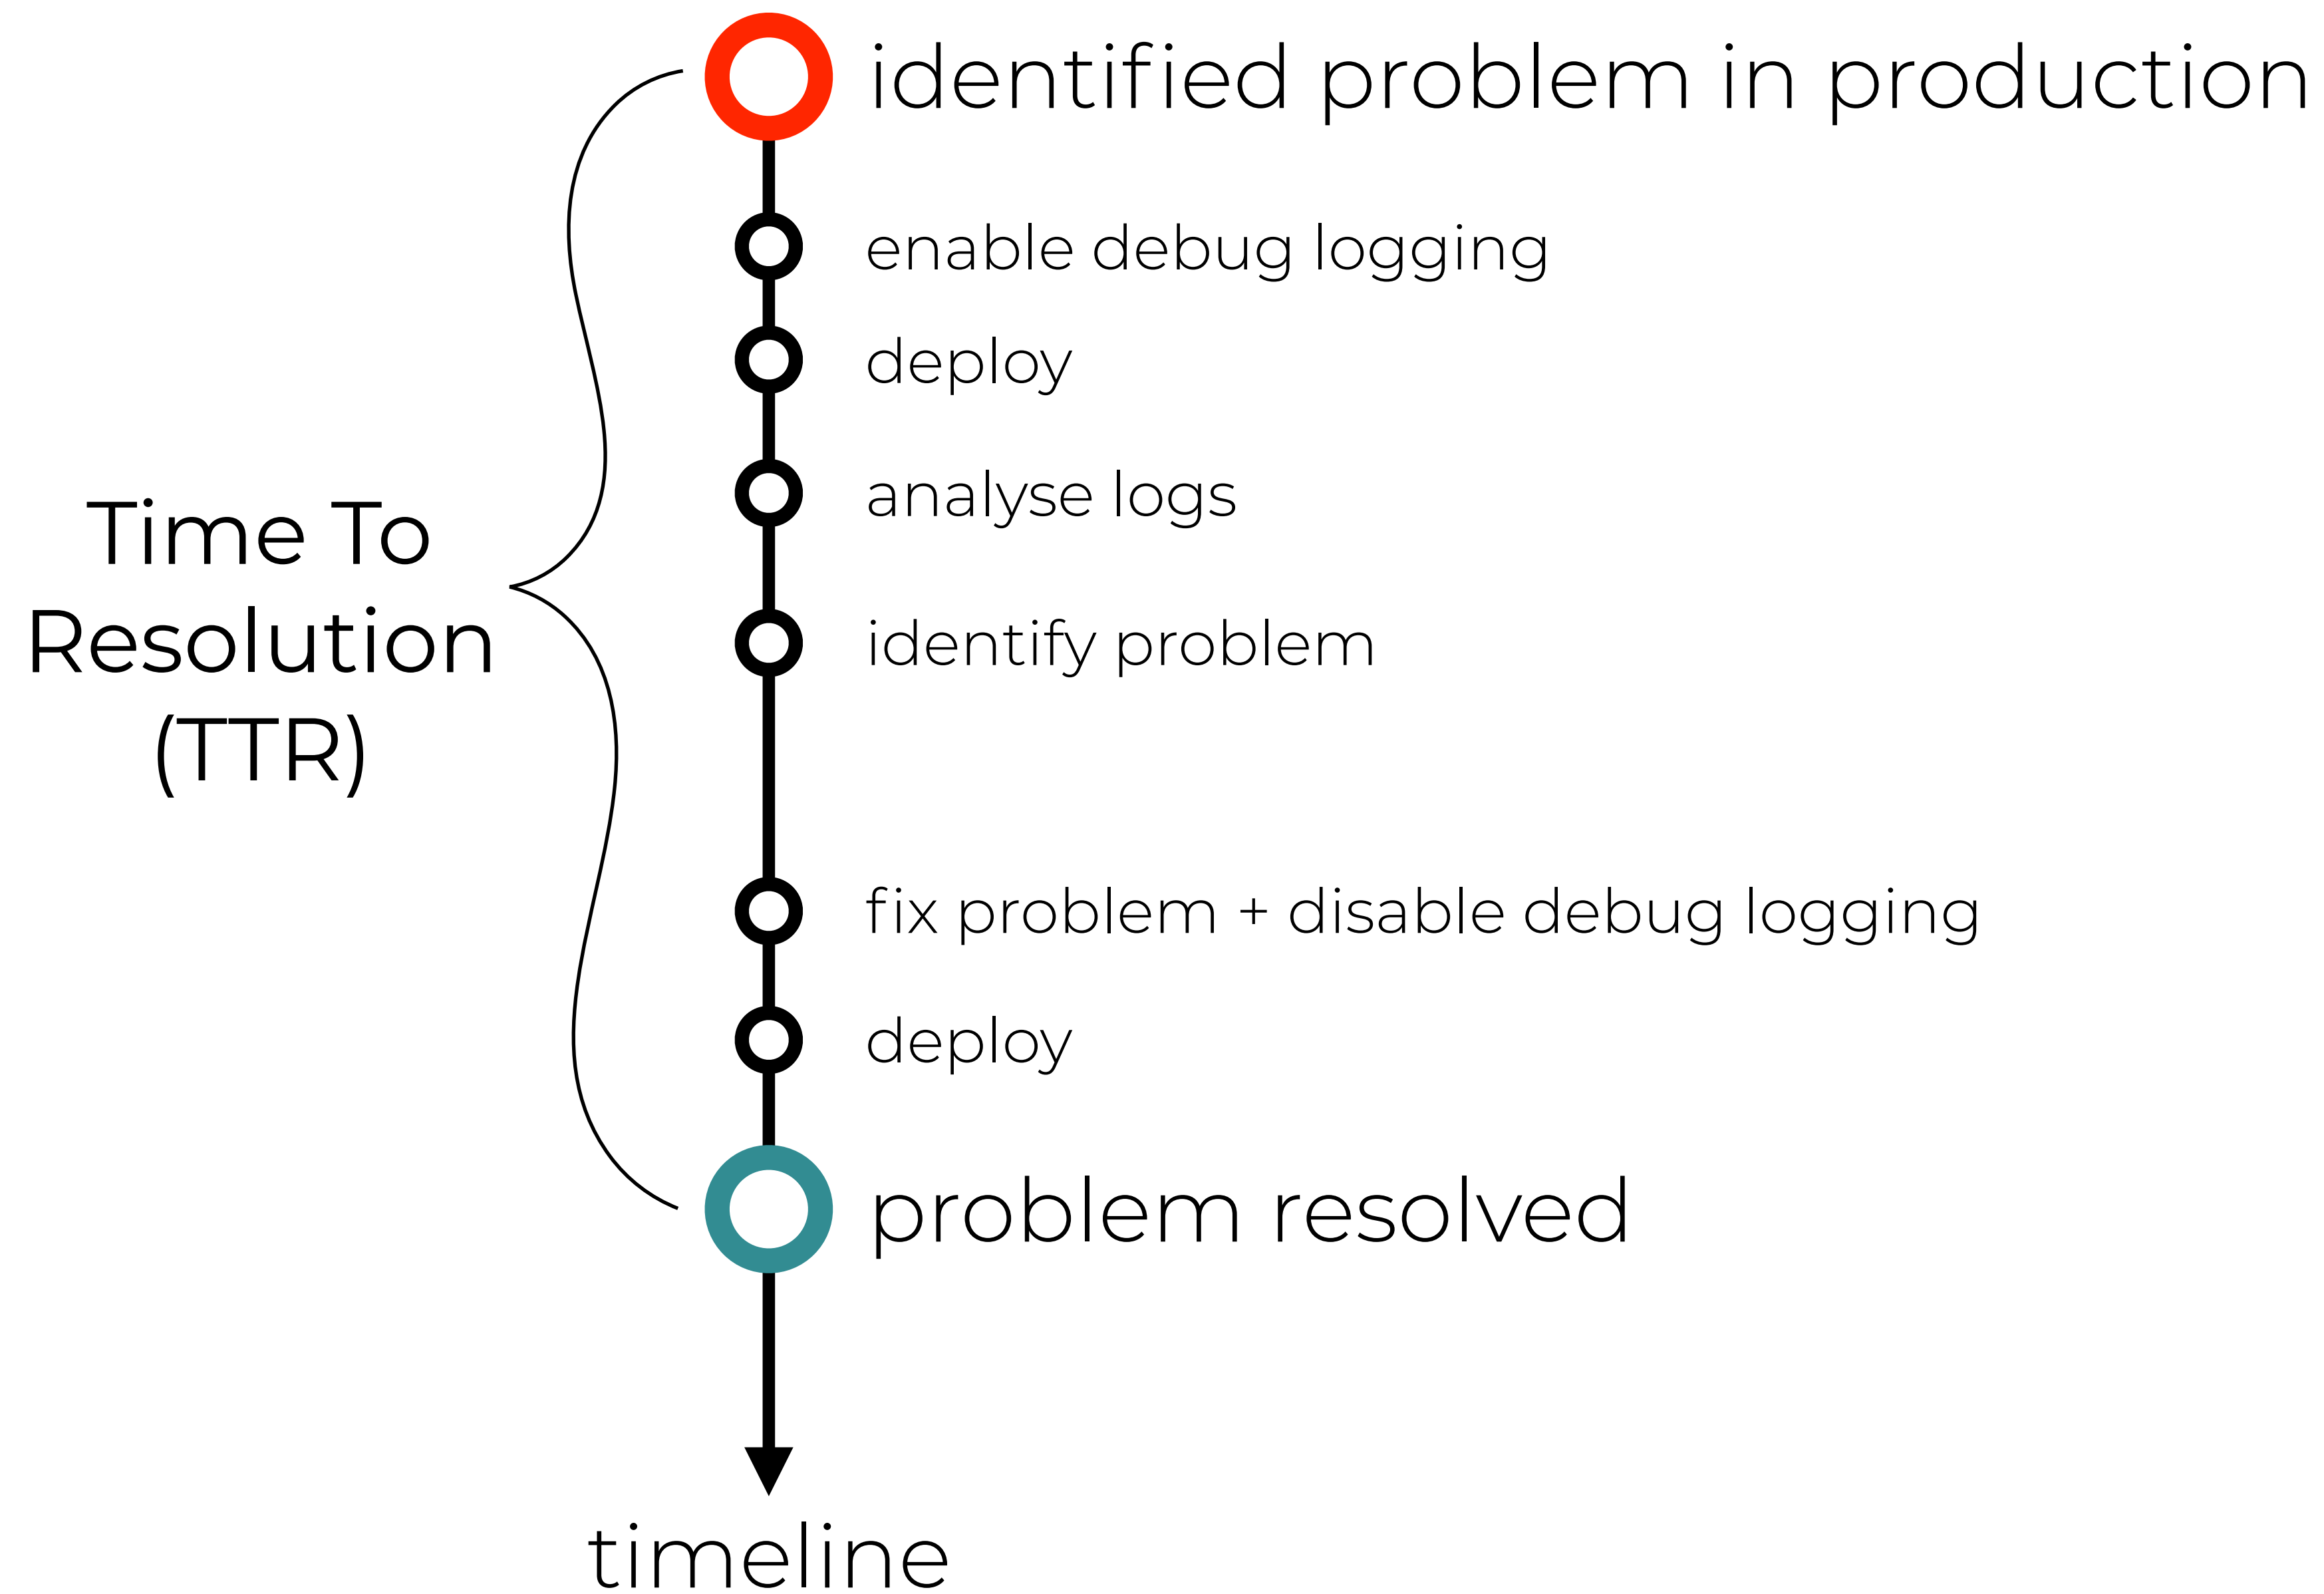 identified problem in production
enable debug logging
deploy
analyse logs
identify problem
Time To
Resolution
(TTR)
fix problem + disable debug logging
deploy
problem resolved
timeline